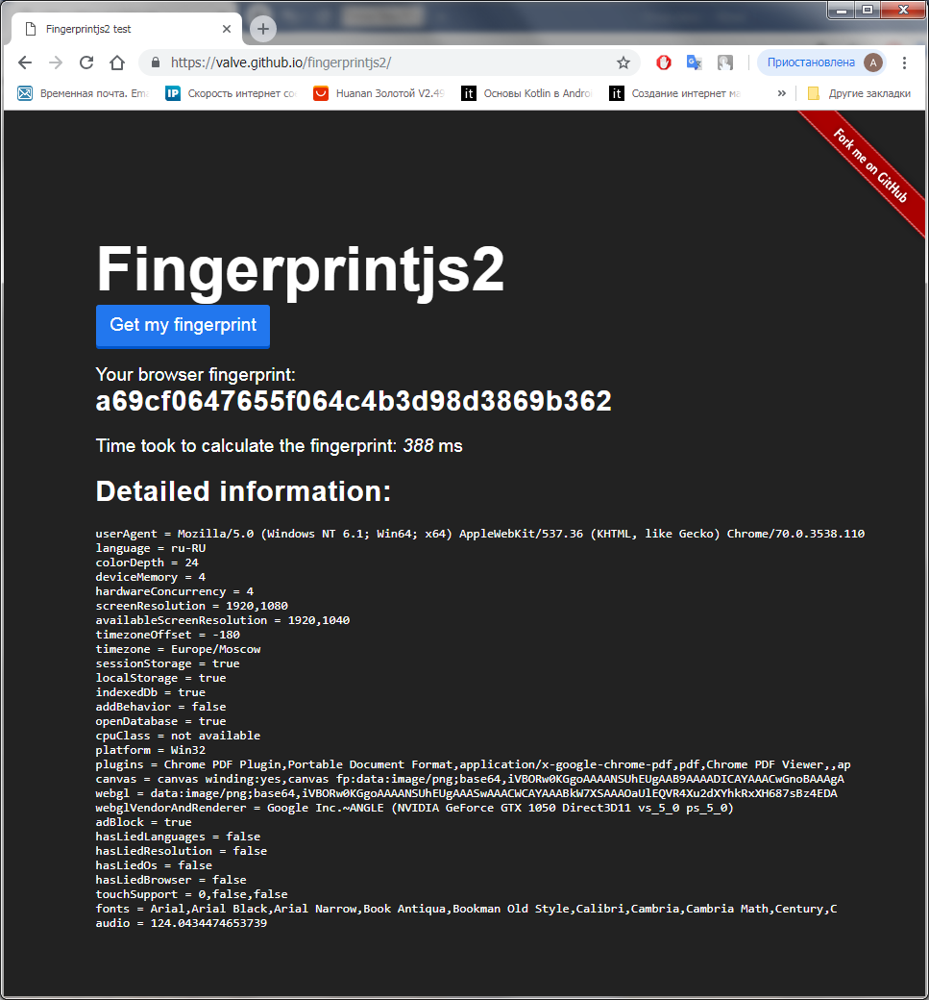 Fingerprintjs2 test
https://valve.github.io/fingerprintjs2/
Приостановлена
A
Временная почта. Ema
IP
Скорость интернет со
Huanan Золотой V2.49
it
Основы Kotlin в Andro
it
Создание интернет ма
»
Другие закладки
Fork me on GitHub
Fingerprintjs2
Get my fingerprint
Your browser fingerprint:
a69cf0647655f064c4b3d98d3869b362
Time took to calculate the fingerprint: 388 ms
Detailed information:
userAgent = Mozilla/5.0 (Windows NT 6.1; Win64; x64) AppleWebKit/537.36 (KHTML, like Gecko) Chrome/70.0.3538.110
language = ru-RU
colorDepth = 24
deviceMemory = 4
hardwareConcurrency = 4
screenResolution = 1920,1080
availableScreenResolution = 1920,1040
timezoneOffset = -180
timezone = Europe/Moscow
sessionStorage = true
localStorage = true
indexedDb = true
addBehavior = false
openDatabase = true
cpuClass = not available
platform = Win32
plugins = Chrome PDF Plugin,Portable Document Format,application/x-google-chrome-pdf,pdf,Chrome PDF Viewer,,ap
canvas = canvas winding:yes,canvas fp:data:image/png;base64,iVBORw0KGgoAAAANSUhEUgAAB9AAAADICAYAAACwGnoBAAAgA
webgl = data:image/png;base64,iVBORw0KGgoAAAANSUhEUgAAASwAAACWCAYAAABkW7XSAAAOaUlEQVR4Xu2dXYhkRxXH687sBz4EDA
webglVendorAndRenderer = Google Inc.~ANGLE (NVIDIA GeForce GTX 1050 Direct3D11 vs_5_0 ps_5_0)
adBlock = true
hasLiedLanguages = false
hasLiedResolution = false
hasLiedOs = false
hasLiedBrowser = false
touchSupport = 0,false,false
fonts = Arial,Arial Black,Arial Narrow,Book Antiqua,Bookman Old Style,Calibri,Cambria,Cambria Math,Century,C
audio = 124.0434474653739